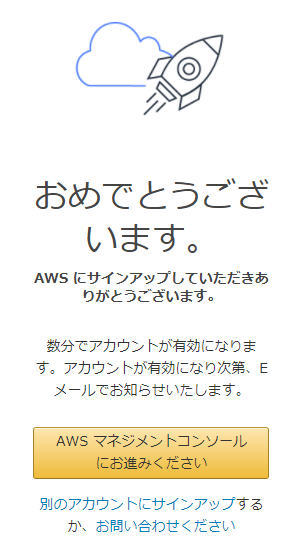 おめでとうござ
います。
AWS にサインアップしていただきあ
りがとうございます。
数分でアカウントが有効になりま
す。アカウントが有効になり次第、E
メールでお知らせいたします。
AWS マネジメントコンソール
にお進みください
別のアカウントにサインアップする
か、お問い合わせください